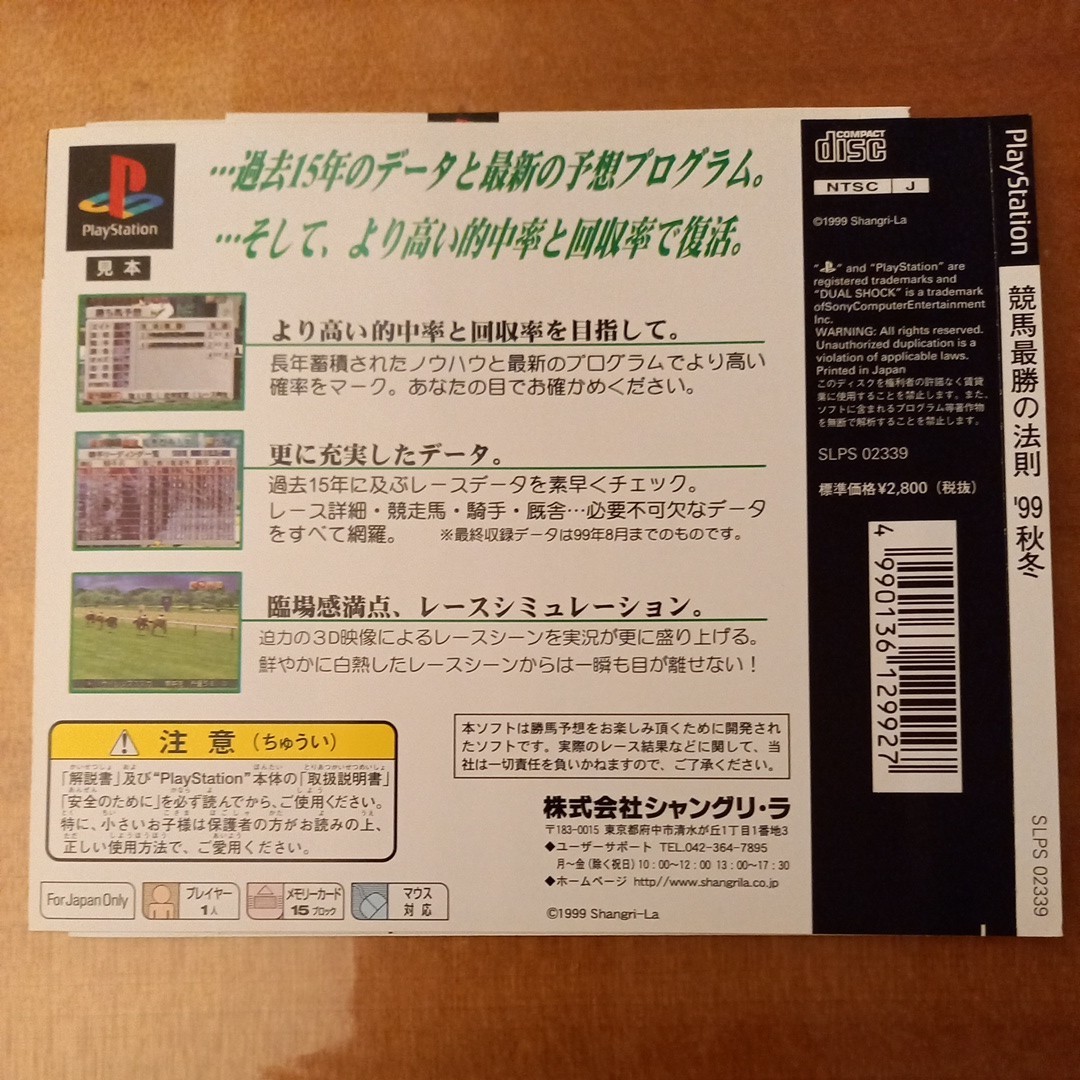 PlayStation
見本
…過去15年のデータと最新の予想プログラム。
…そして、より高い的中率と回収率で復活。
勝ち馬予想
より高い的中率と回収率を目指して。
長年蓄積されたノウハウと最新のプログラムでより高い
確率をマーク。あなたの目でお確かめください。
騎手リーディング一覧
更に充実したデータ。
過去15年に及ぶレースデータを素早くチェック。
レース詳細・競走馬・騎手・厩舎…必要不可欠なデータ
をすべて網羅。 ※最終収録データは99年8月までのものです。
臨場感満点、レースシミュレーション。
迫力の3D映像によるレースシーンを実況が更に盛り上げる。
鮮やかに白熱したレースシーンからは一瞬も目が離せない!
注意(ちゅうい)
「解説書」及び“PlayStation”本体の「取扱説明書」
「安全のために」を必ず読んでから、ご使用ください。
特に、小さいお子様は保護者の方がお読みの上、
正しい使用方法で、ご愛用ください。
For Japan Only
プレイヤー
1人
メモリーカード
15ブロック
マウス
対応
本ソフトは勝馬予想をお楽しみ頂くために開発され
たソフトです。実際のレース結果などに関して、当
社は一切責任を負いかねますので、ご了承ください。
株式会社シャングリ・ラ
〒183-0015 東京都府中市清水が丘1丁目1番地3
◆ユーザーサポート TEL.042-364-7895
月〜金(除く祝日)10:00〜12:00 13:00〜17:30
◆ホームページ http://www.shangrila.co.jp
©1999 Shangri-La
COMPACT
disc
NTSC J
©1999 Shangri-La
“ ” and “PlayStation” are
registered trademarks and
“DUAL SHOCK” is a trademark
ofSonyComputerEntertainment
Inc.
WARNING: All rights reserved.
Unauthorized duplication is a
violation of applicable laws.
Printed in Japan
このディスクを権利者の許諾なく賃貸
業に使用することを禁止します。また、
ソフトに含まれるプログラム等著作物
を無断で解析することを禁止します。
SLPS 02339
標準価格¥2,800(税抜)
4 990136 129927
PlayStation
競馬最勝の法則 '99秋冬
SLPS 02339